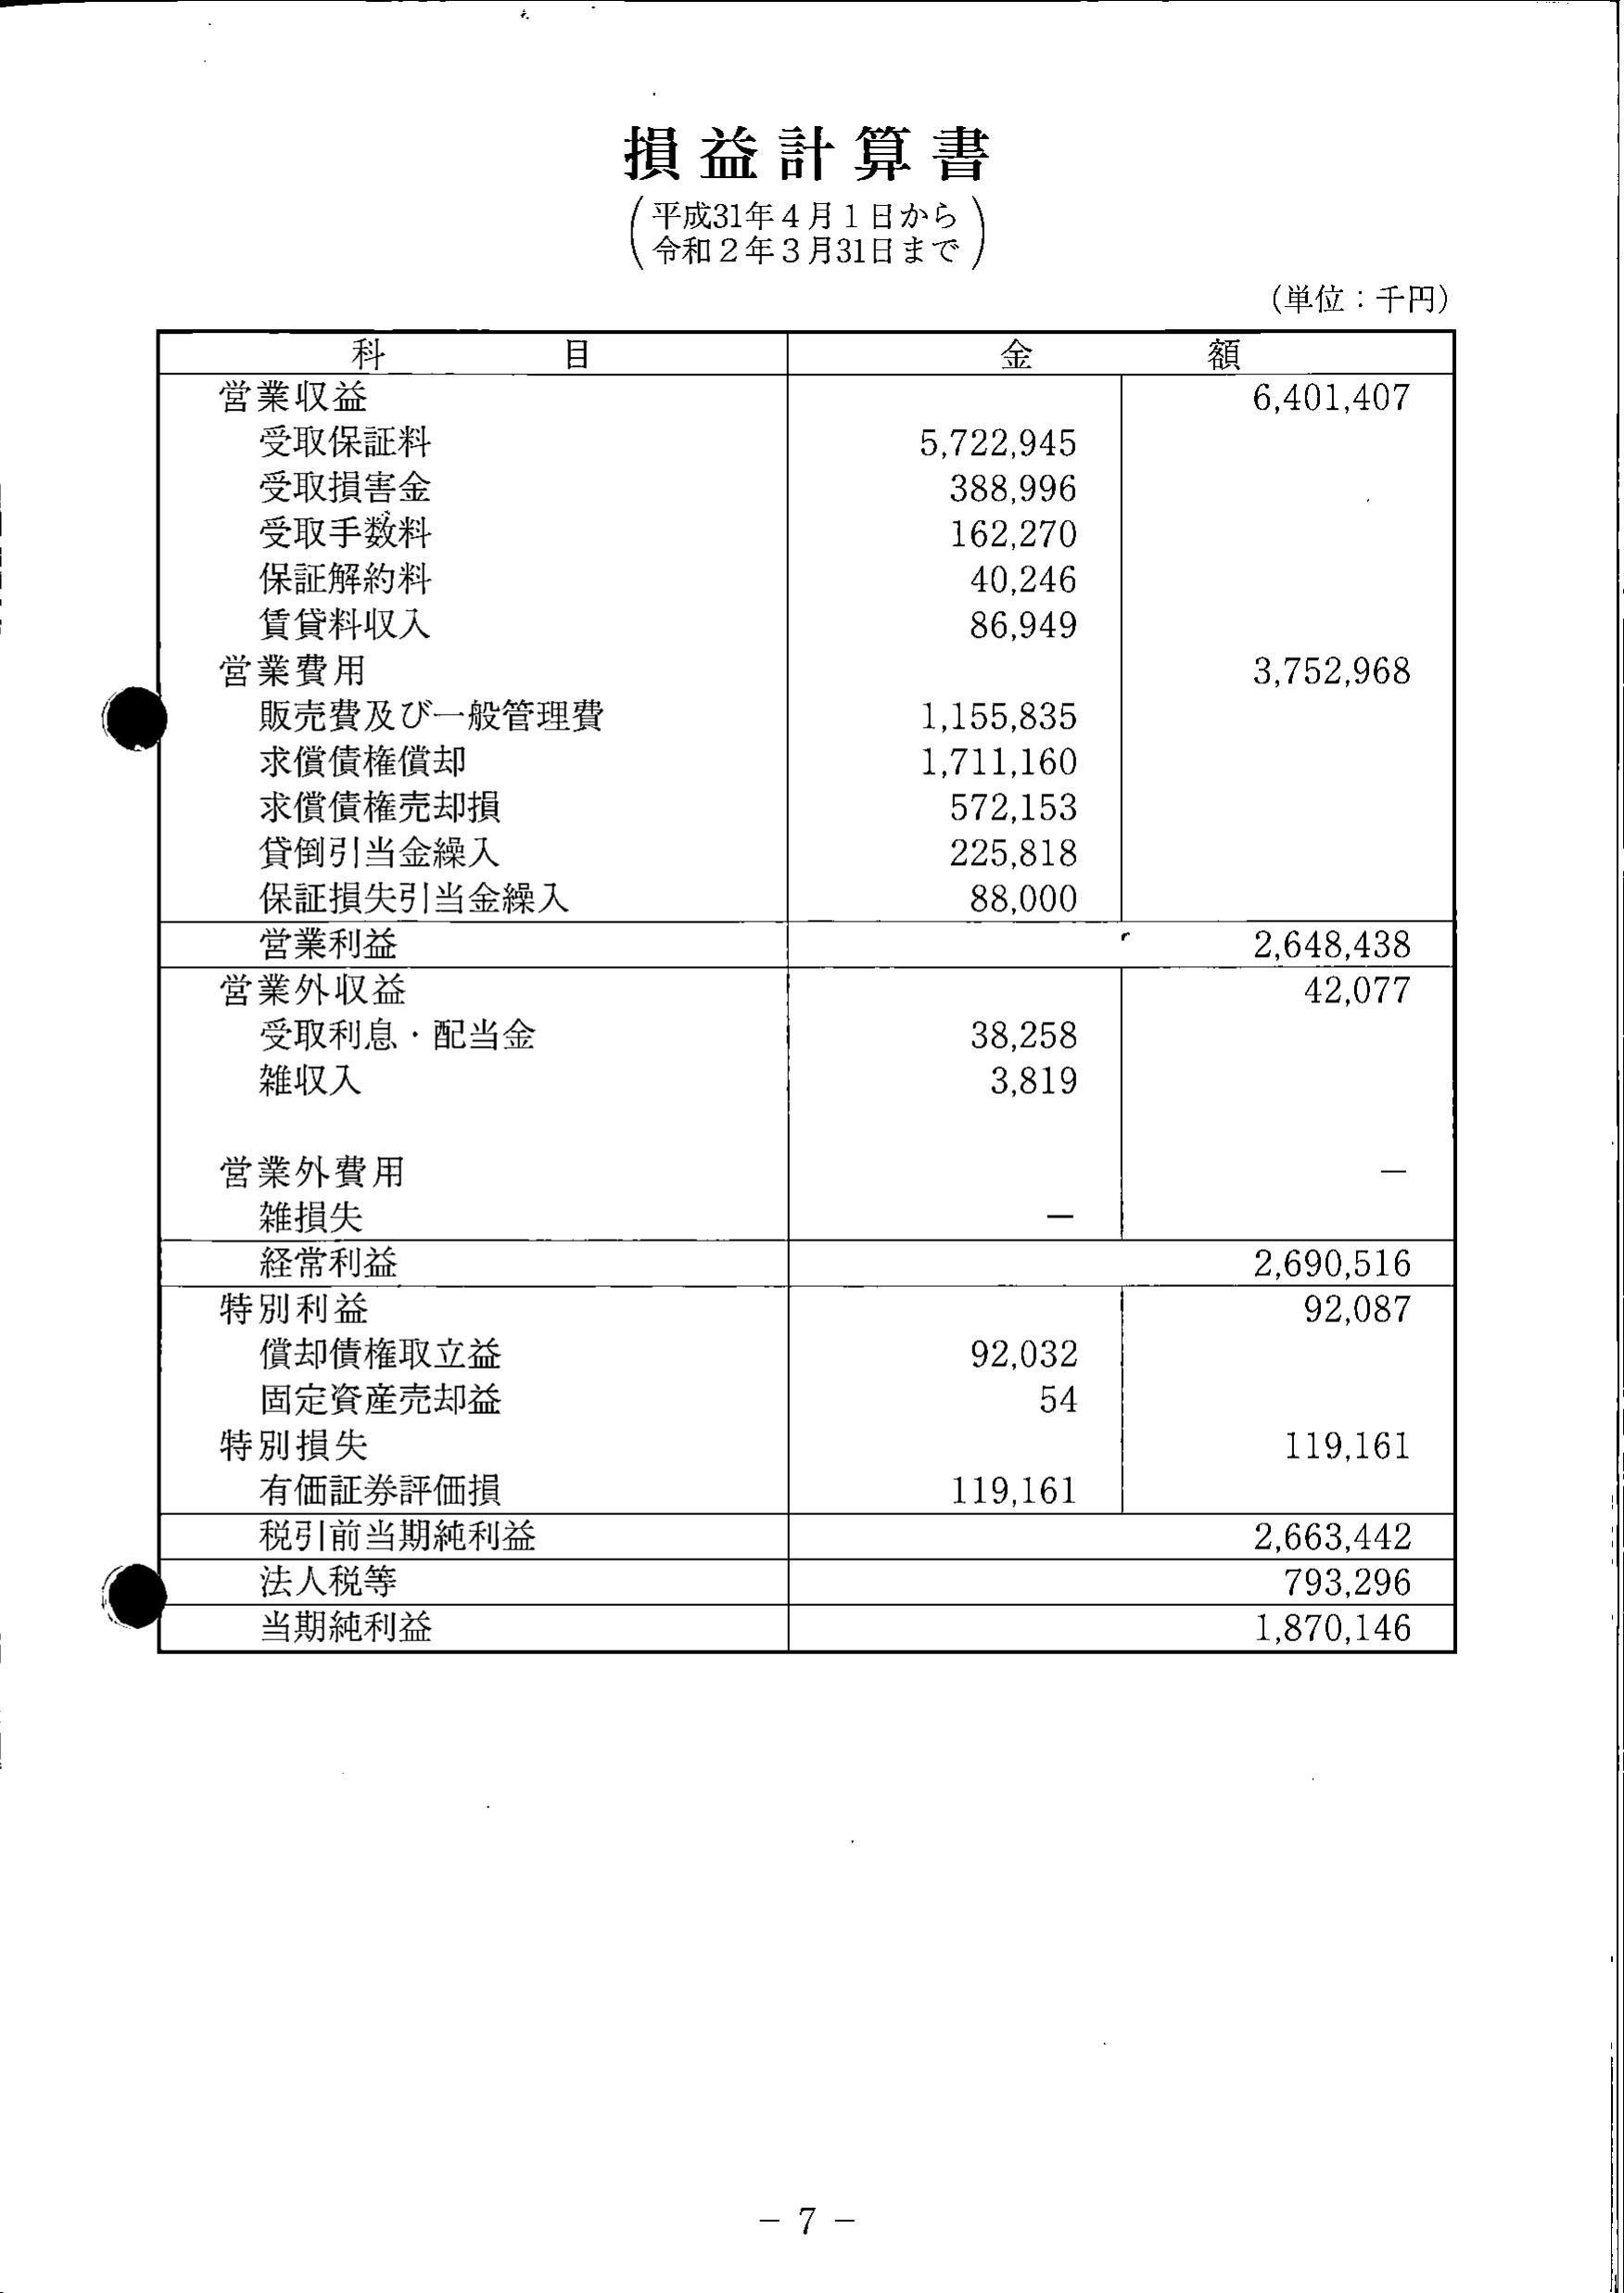 損益計算書
平成31年4月1日から
令和2年3月31日まで
(単位：千円)
科目 金額
営業収益 6,401,407
受取保証料 5,722,945
受取損害金 388,996
受取手数料 162,270
保証解約料 40,246
賃貸料収入 86,949
営業費用 3,752,968
販売費及び一般管理費 1,155,835
求償債権償却 1,711,160
求償債権売却損 572,153
貸倒引当金繰入 225,818
保証損失引当金繰入 88,000
営業利益 2,648,438
営業外収益 42,077
受取利息・配当金 38,258
雑収入 3,819
営業外費用 －
雑損失 －
経常利益 2,690,516
特別利益 92,087
償却債権取立益 92,032
固定資産売却益 54
特別損失 119,161
有価証券評価損 119,161
税引前当期純利益 2,663,442
法人税等 793,296
当期純利益 1,870,146
－ 7 －